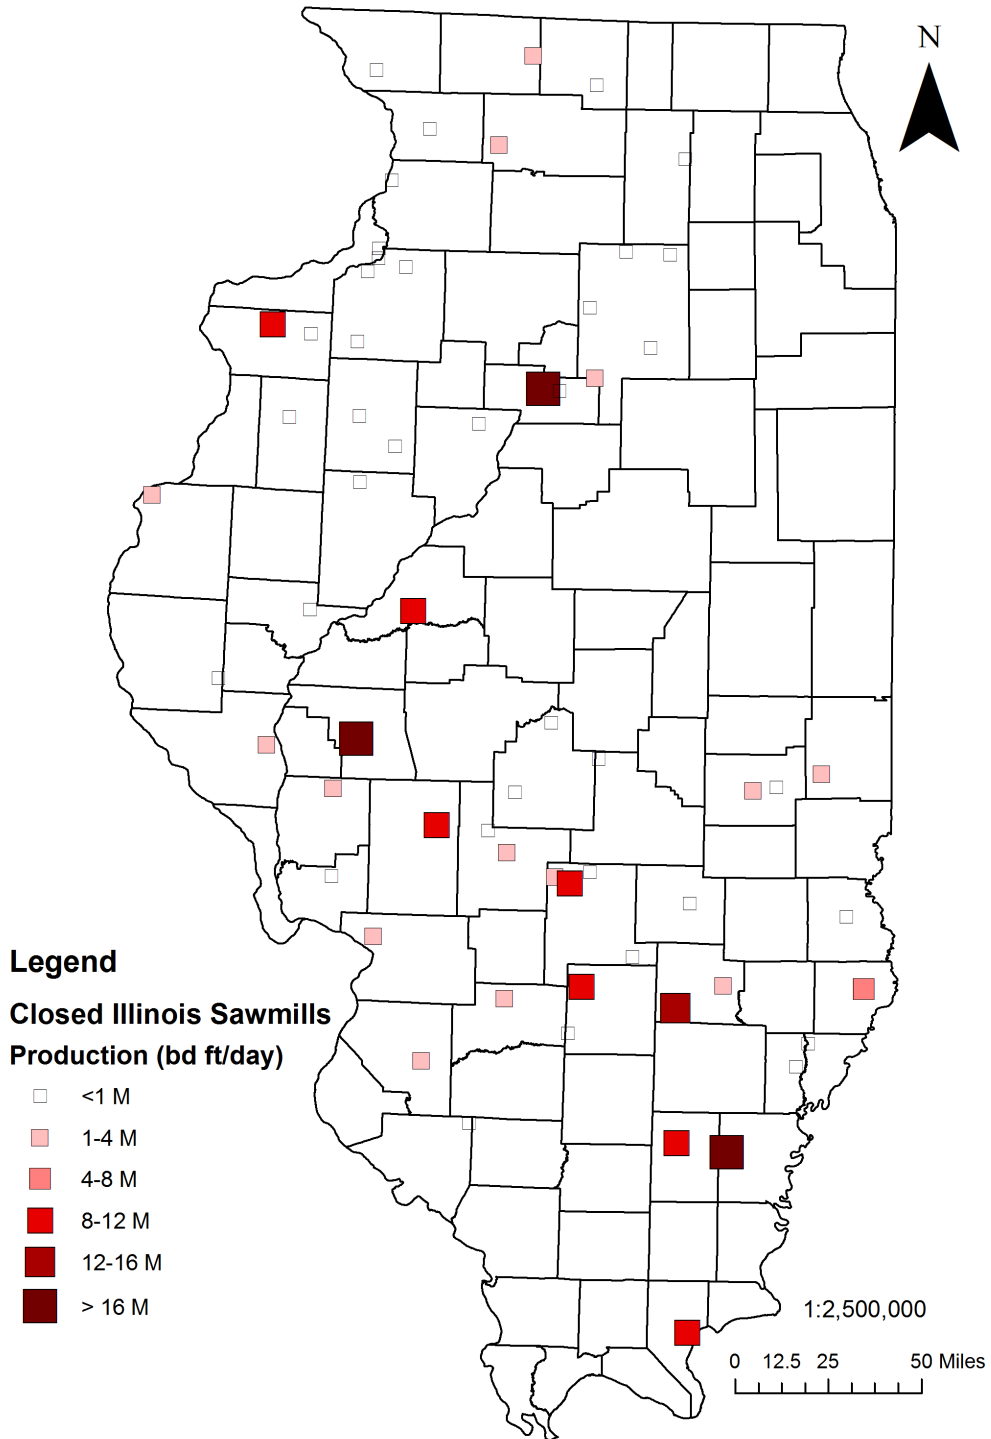 N
Legend
Closed Illinois Sawmills
Production (bd ft/day)
<1 M
1-4 M
4-8 M
8-12 M
12-16 M
> 16 M
1:2,500,000
0 12.5 25 50 Miles